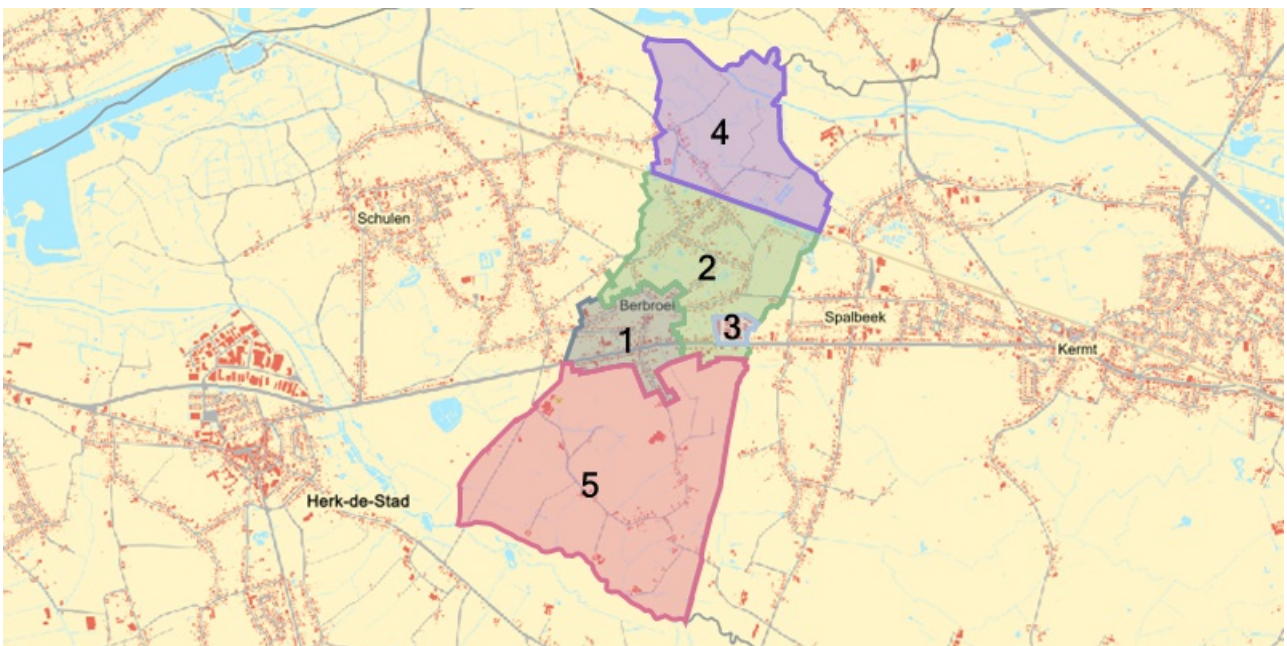 4
Schulen
2
Berbroek
1
3
Spalbeek
Kermt
5
Herk-de-Stad